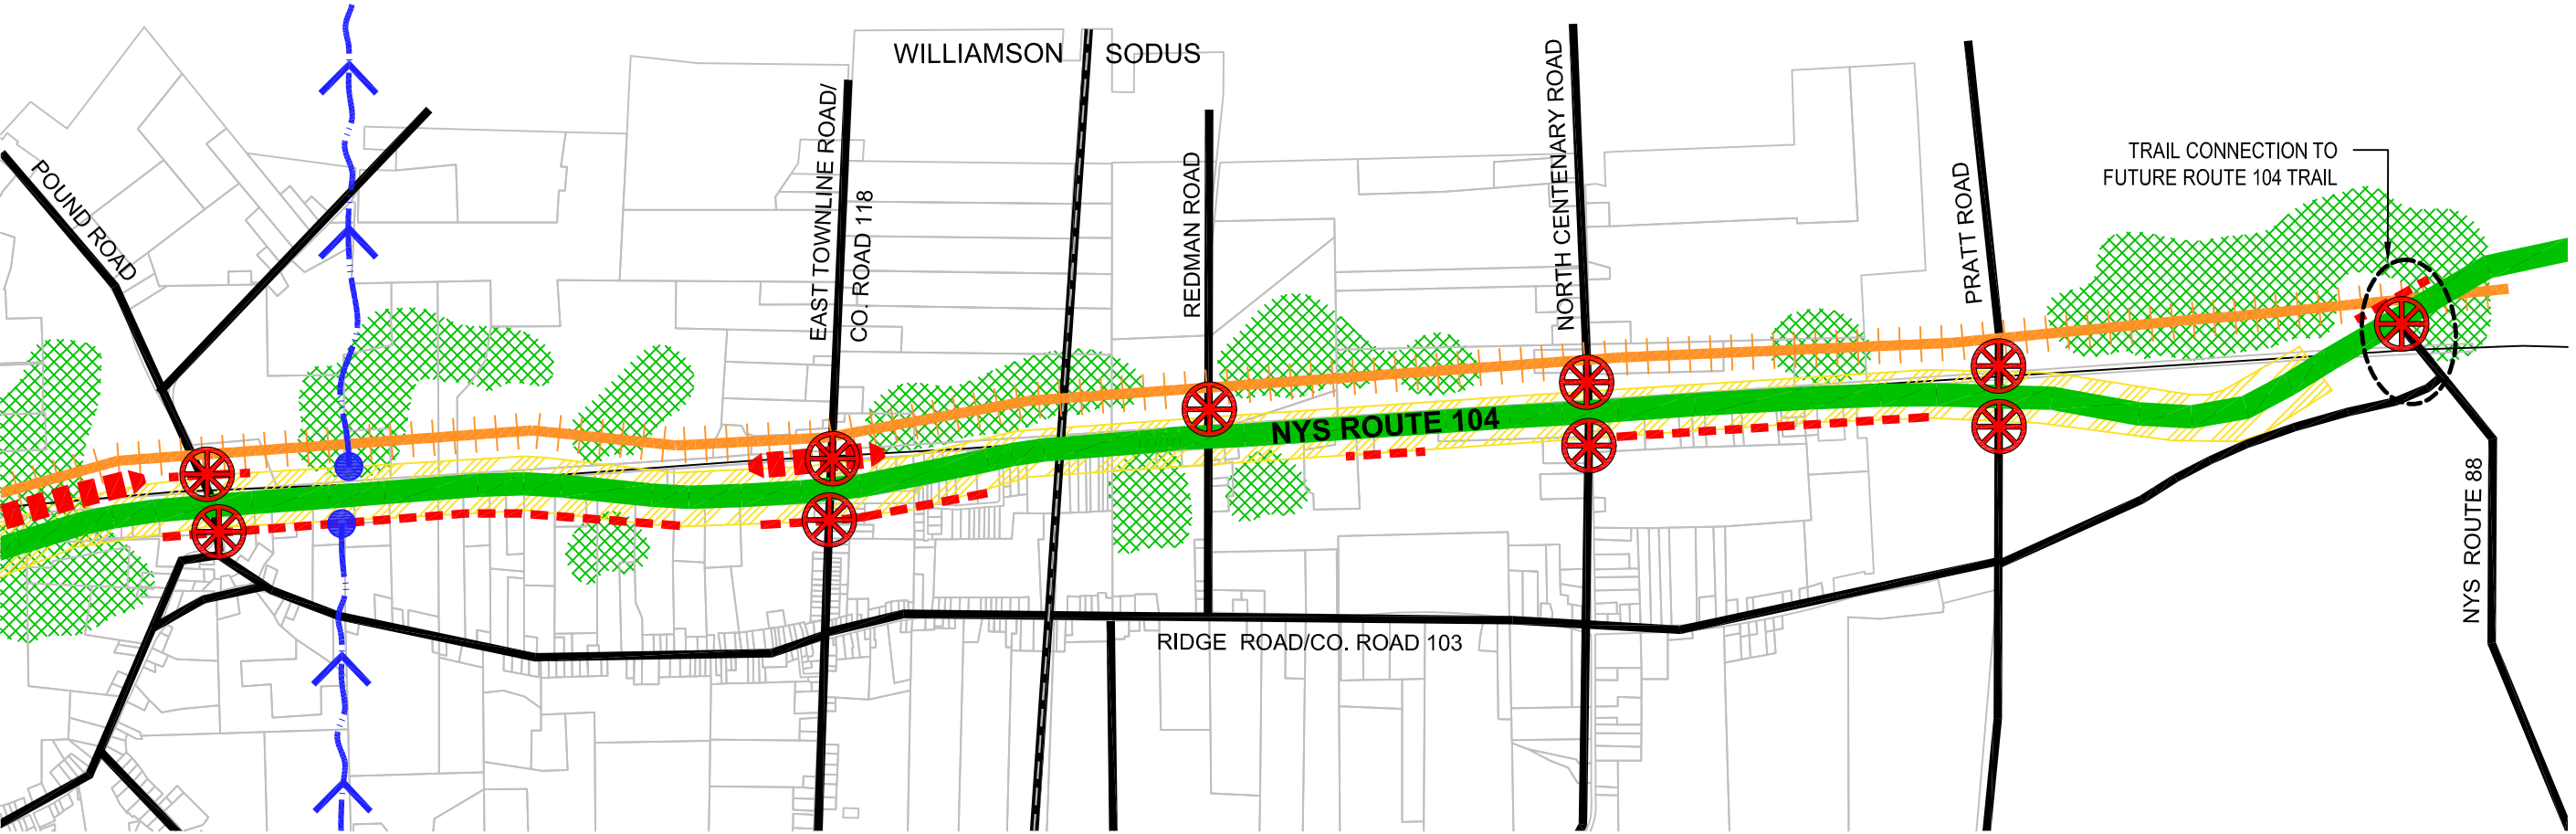 WILLIAMSON
SODUS
POUND ROAD
EAST TOWNLINE ROAD/
CO. ROAD 118
REDMAN ROAD
NORTH CENTENARY ROAD
PRATT ROAD
TRAIL CONNECTION TO
FUTURE ROUTE 104 TRAIL
NYS ROUTE 104
RIDGE ROAD/CO. ROAD 103
NYS ROUTE 88